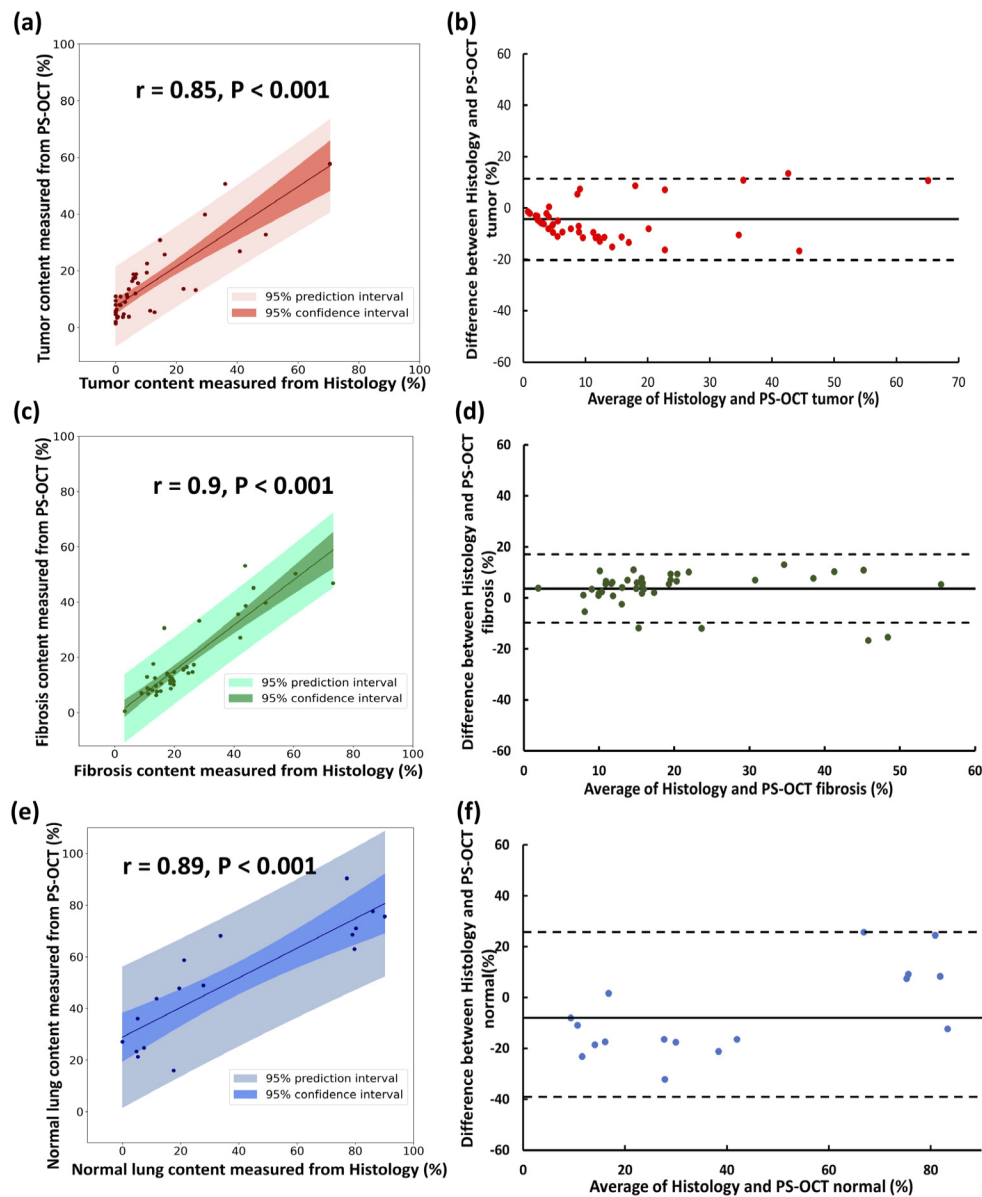 (a)
Tumor content measured from PS-OCT (%)
100
80
60
40
20
0
r = 0.85, P < 0.001
95% prediction interval
95% confidence interval
0 20 40 60 80 100
Tumor content measured from Histology (%)
(b)
Difference between Histology and PS-OCT
tumor (%)
60
40
20
0
-20
-40
-60
0 10 20 30 40 50 60 70
Average of Histology and PS-OCT tumor (%)
(c)
Fibrosis content measured from PS-OCT (%)
100
80
60
40
20
0
r = 0.9, P < 0.001
95% prediction interval
95% confidence interval
0 20 40 60 80 100
Fibrosis content measured from Histology (%)
(d)
Difference between Histology and PS-OCT
fibrosis (%)
60
40
20
0
-20
-40
-60
0 10 20 30 40 50 60
Average of Histology and PS-OCT fibrosis (%)
(e)
Normal lung content measured from PS-OCT (%)
100
80
60
40
20
0
r = 0.89, P < 0.001
95% prediction interval
95% confidence interval
0 20 40 60 80 100
Normal lung content measured from Histology (%)
(f)
Difference between Histology and PS-OCT
normal(%)
60
40
20
0
-20
-40
-60
0 20 40 60 80
Average of Histology and PS-OCT normal (%)